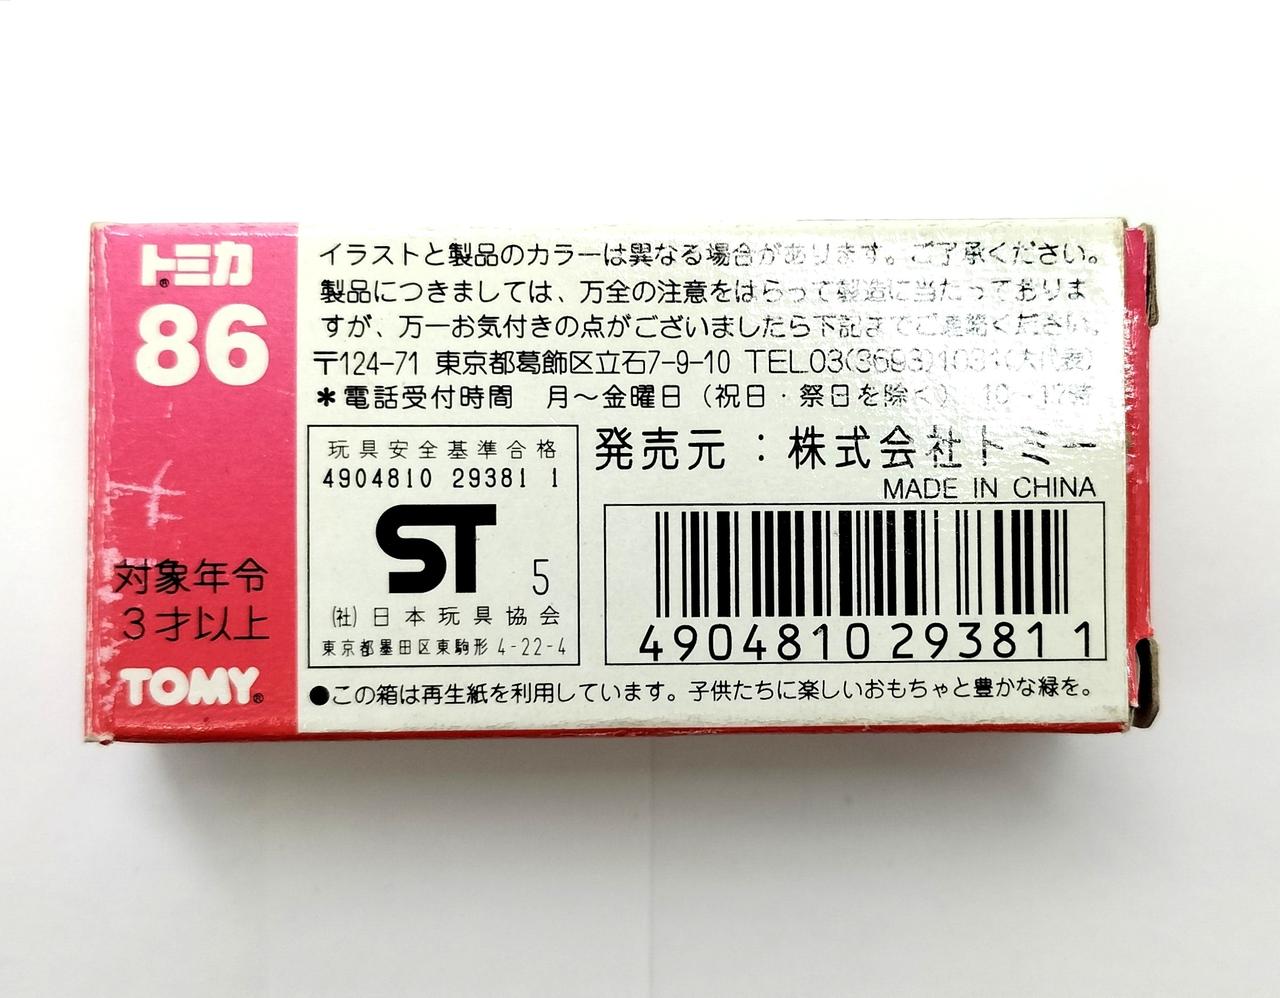 トミカ®
86
対象年令
3才以上
TOMY®
イラストと製品のカラーは異なる場合があります。ご了承ください。
製品につきましては、万全の注意をはらって製造に当たっておりま
すが、万一お気付きの点がございましたら下記までご連絡ください。
〒124-71 東京都葛飾区立石7-9-10 TEL.03(3693)1031(大代表)
＊電話受付時間 月〜金曜日（祝日・祭日を除く）10〜12時
玩具安全基準合格
4904810 29381 1
ST 5
(社)日本玩具協会
東京都墨田区東駒形 4-22-4
発売元：株式会社トミー
MADE IN CHINA
4904810 29381 1
●この箱は再生紙を利用しています。子供たちに楽しいおもちゃと豊かな緑を。